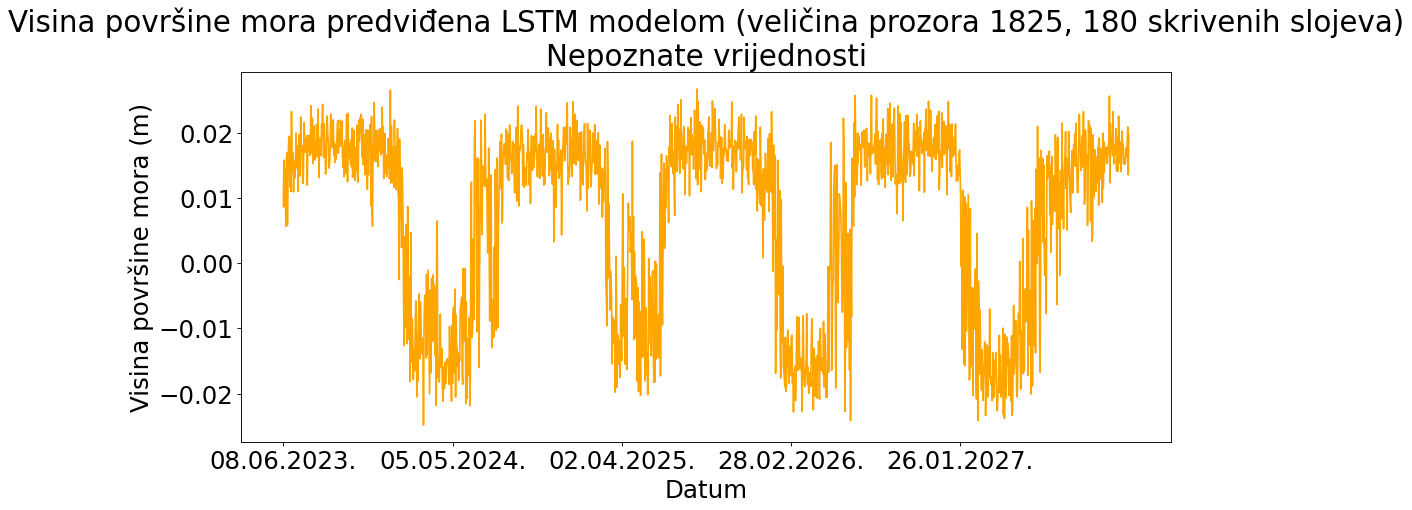 Visina površine mora predviđena LSTM modelom (veličina prozora 1825, 180 skrivenih slojeva)
Nepoznate vrijednosti
Visina površine mora (m)
0.02
0.01
0.00
−0.01
−0.02
08.06.2023. 05.05.2024. 02.04.2025. 28.02.2026. 26.01.2027.
Datum